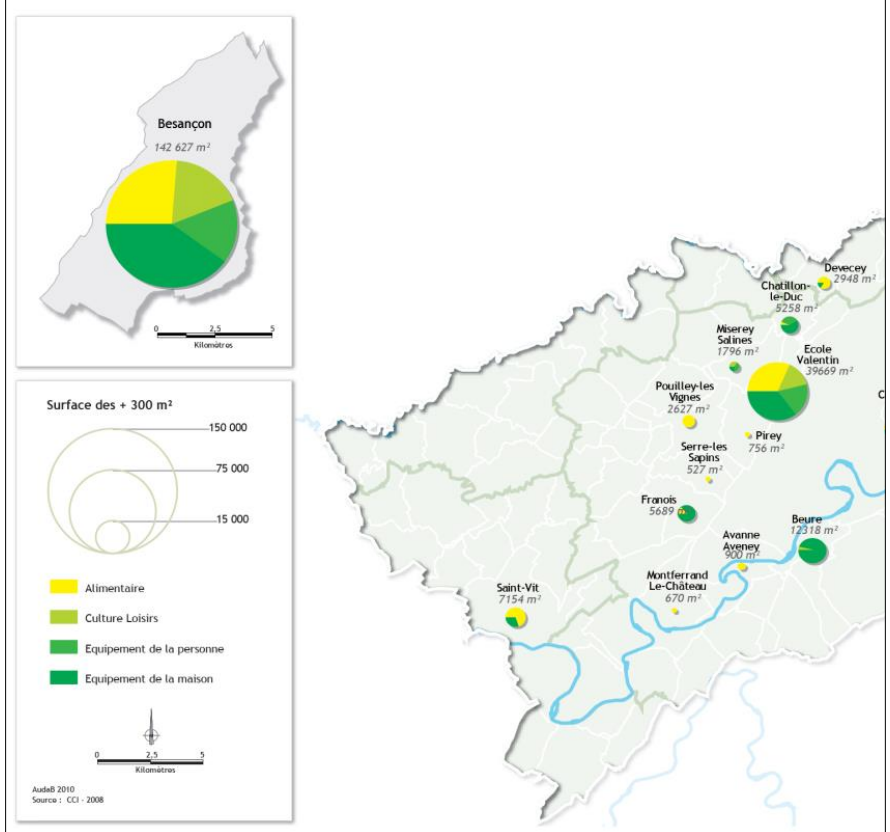 Besançon
142 627 m²
0 2,5 5
Kilomètres
Surface des + 300 m²
150 000
75 000
15 000
Alimentaire
Culture Loisirs
Equipement de la personne
Equipement de la maison
0 2,5 5
Kilomètres
AudaB 2010
Source : CCI - 2008
Devecey
2948 m²
Chatillon-
le-Duc
5258 m²
Miserey
Salines
1796 m²
Ecole
Valentin
39669 m²
Pouilley-les
Vignes
2627 m²
C
Pirey
756 m²
Serre-les
Sapins
527 m²
Franois
5689 m²
Beure
12318 m²
Avanne
Aveney
900 m²
Montferrand
Le-Château
670 m²
Saint-Vit
7154 m²